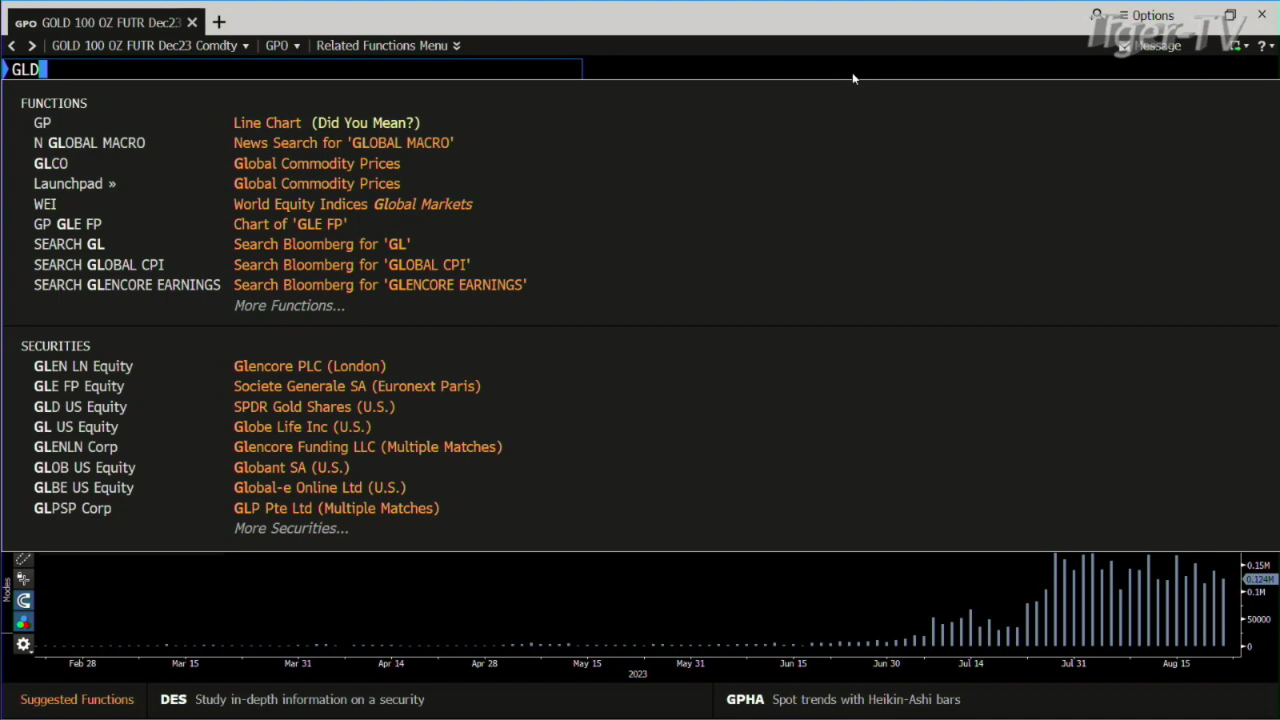 GPO GOLD 100 OZ FUTR Dec23 × +
Options
Tiger-TV
< > GOLD 100 OZ FUTR Dec23 Comdty GPO Related Functions Menu Message ?
GLD
FUNCTIONS
GP Line Chart (Did You Mean?)
N GLOBAL MACRO News Search for 'GLOBAL MACRO'
GLCO Global Commodity Prices
Launchpad » Global Commodity Prices
WEI World Equity Indices Global Markets
GP GLE FP Chart of 'GLE FP'
SEARCH GL Search Bloomberg for 'GL'
SEARCH GLOBAL CPI Search Bloomberg for 'GLOBAL CPI'
SEARCH GLENCORE EARNINGS Search Bloomberg for 'GLENCORE EARNINGS'
More Functions...
SECURITIES
GLEN LN Equity Glencore PLC (London)
GLE FP Equity Societe Generale SA (Euronext Paris)
GLD US Equity SPDR Gold Shares (U.S.)
GL US Equity Globe Life Inc (U.S.)
GLENLN Corp Glencore Funding LLC (Multiple Matches)
GLOB US Equity Globant SA (U.S.)
GLBE US Equity Global-e Online Ltd (U.S.)
GLPSP Corp GLP Pte Ltd (Multiple Matches)
More Securities...
Modes
0.15M
0.124M
0.1M
50000
0
Feb 28 Mar 15 Mar 31 Apr 14 Apr 28 May 15 May 31 Jun 15 Jun 30 Jul 14 Jul 31 Aug 15
2023
Suggested Functions DES Study in-depth information on a security GPHA Spot trends with Heikin-Ashi bars